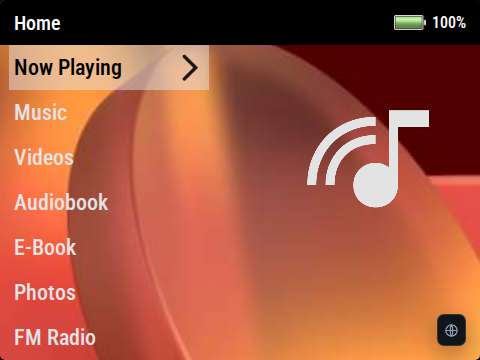 Home
100%
Now Playing
Music
Videos
Audiobook
E-Book
Photos
FM Radio